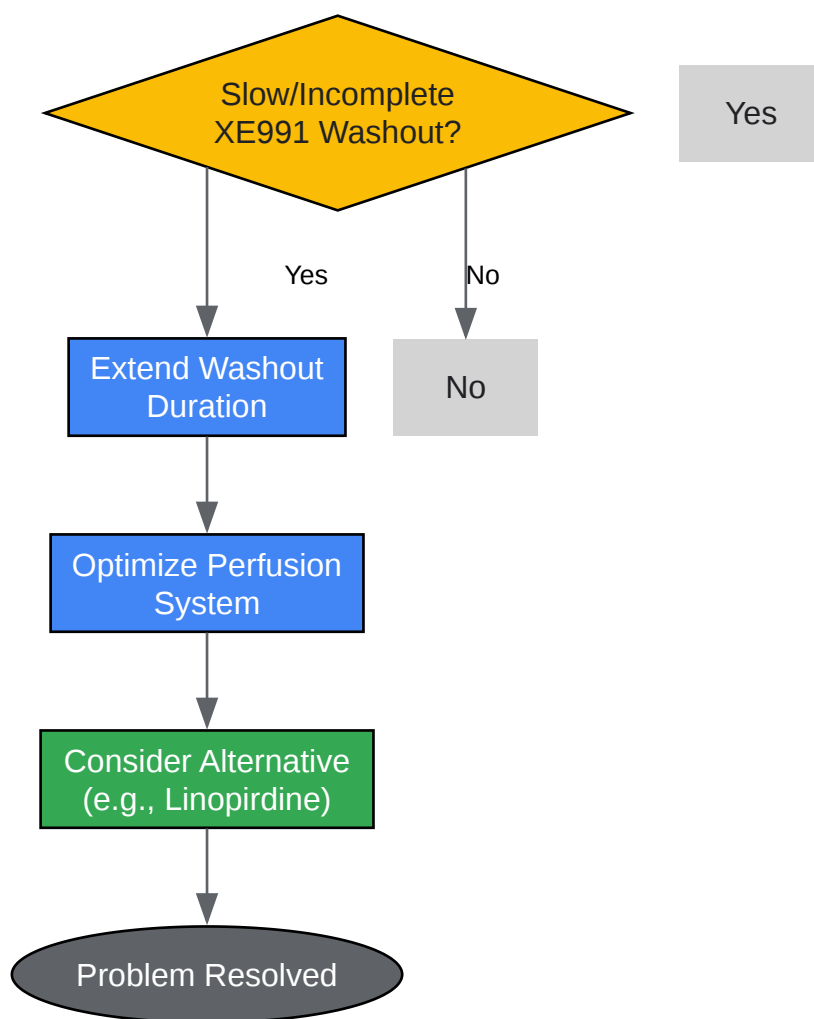 Slow/Incomplete
XE991 Washout?
Yes
Yes
No
Extend Washout
Duration
No
Optimize Perfusion
System
Consider Alternative
(e.g., Linopirdine)
Problem Resolved